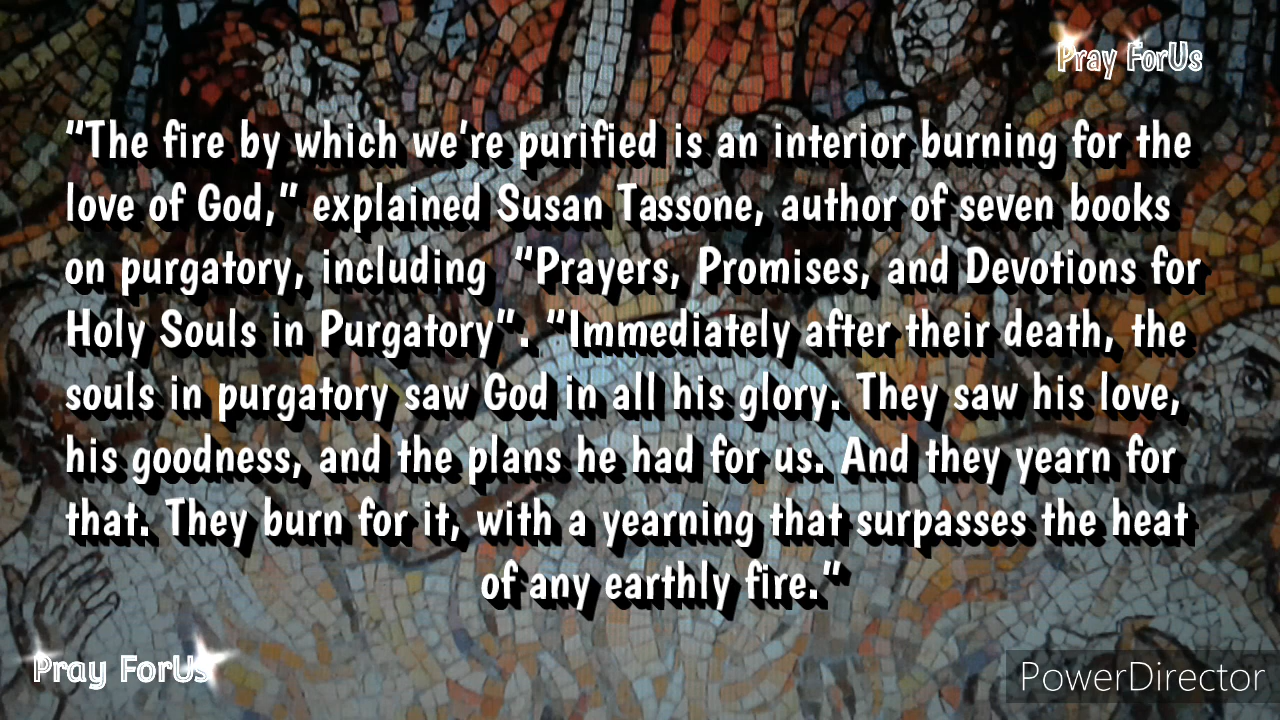 Pray ForUs
“The fire by which we’re purified is an interior burning for the
love of God,” explained Susan Tassone, author of seven books
on purgatory, including “Prayers, Promises, and Devotions for
Holy Souls in Purgatory”. “Immediately after their death, the
souls in purgatory saw God in all his glory. They saw his love,
his goodness, and the plans he had for us. And they yearn for
that. They burn for it, with a yearning that surpasses the heat
of any earthly fire.”
Pray ForUs
PowerDirector